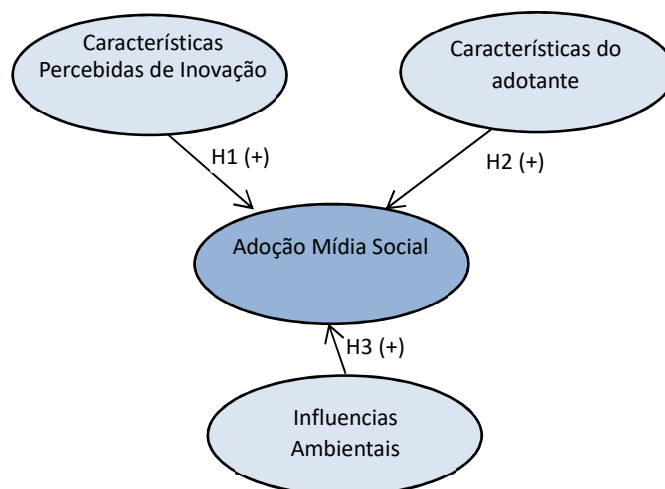 Características
Percebidas de Inovação
Características do
adotante
H1 (+)
H2 (+)
Adoção Mídia Social
H3 (+)
Influencias
Ambientais